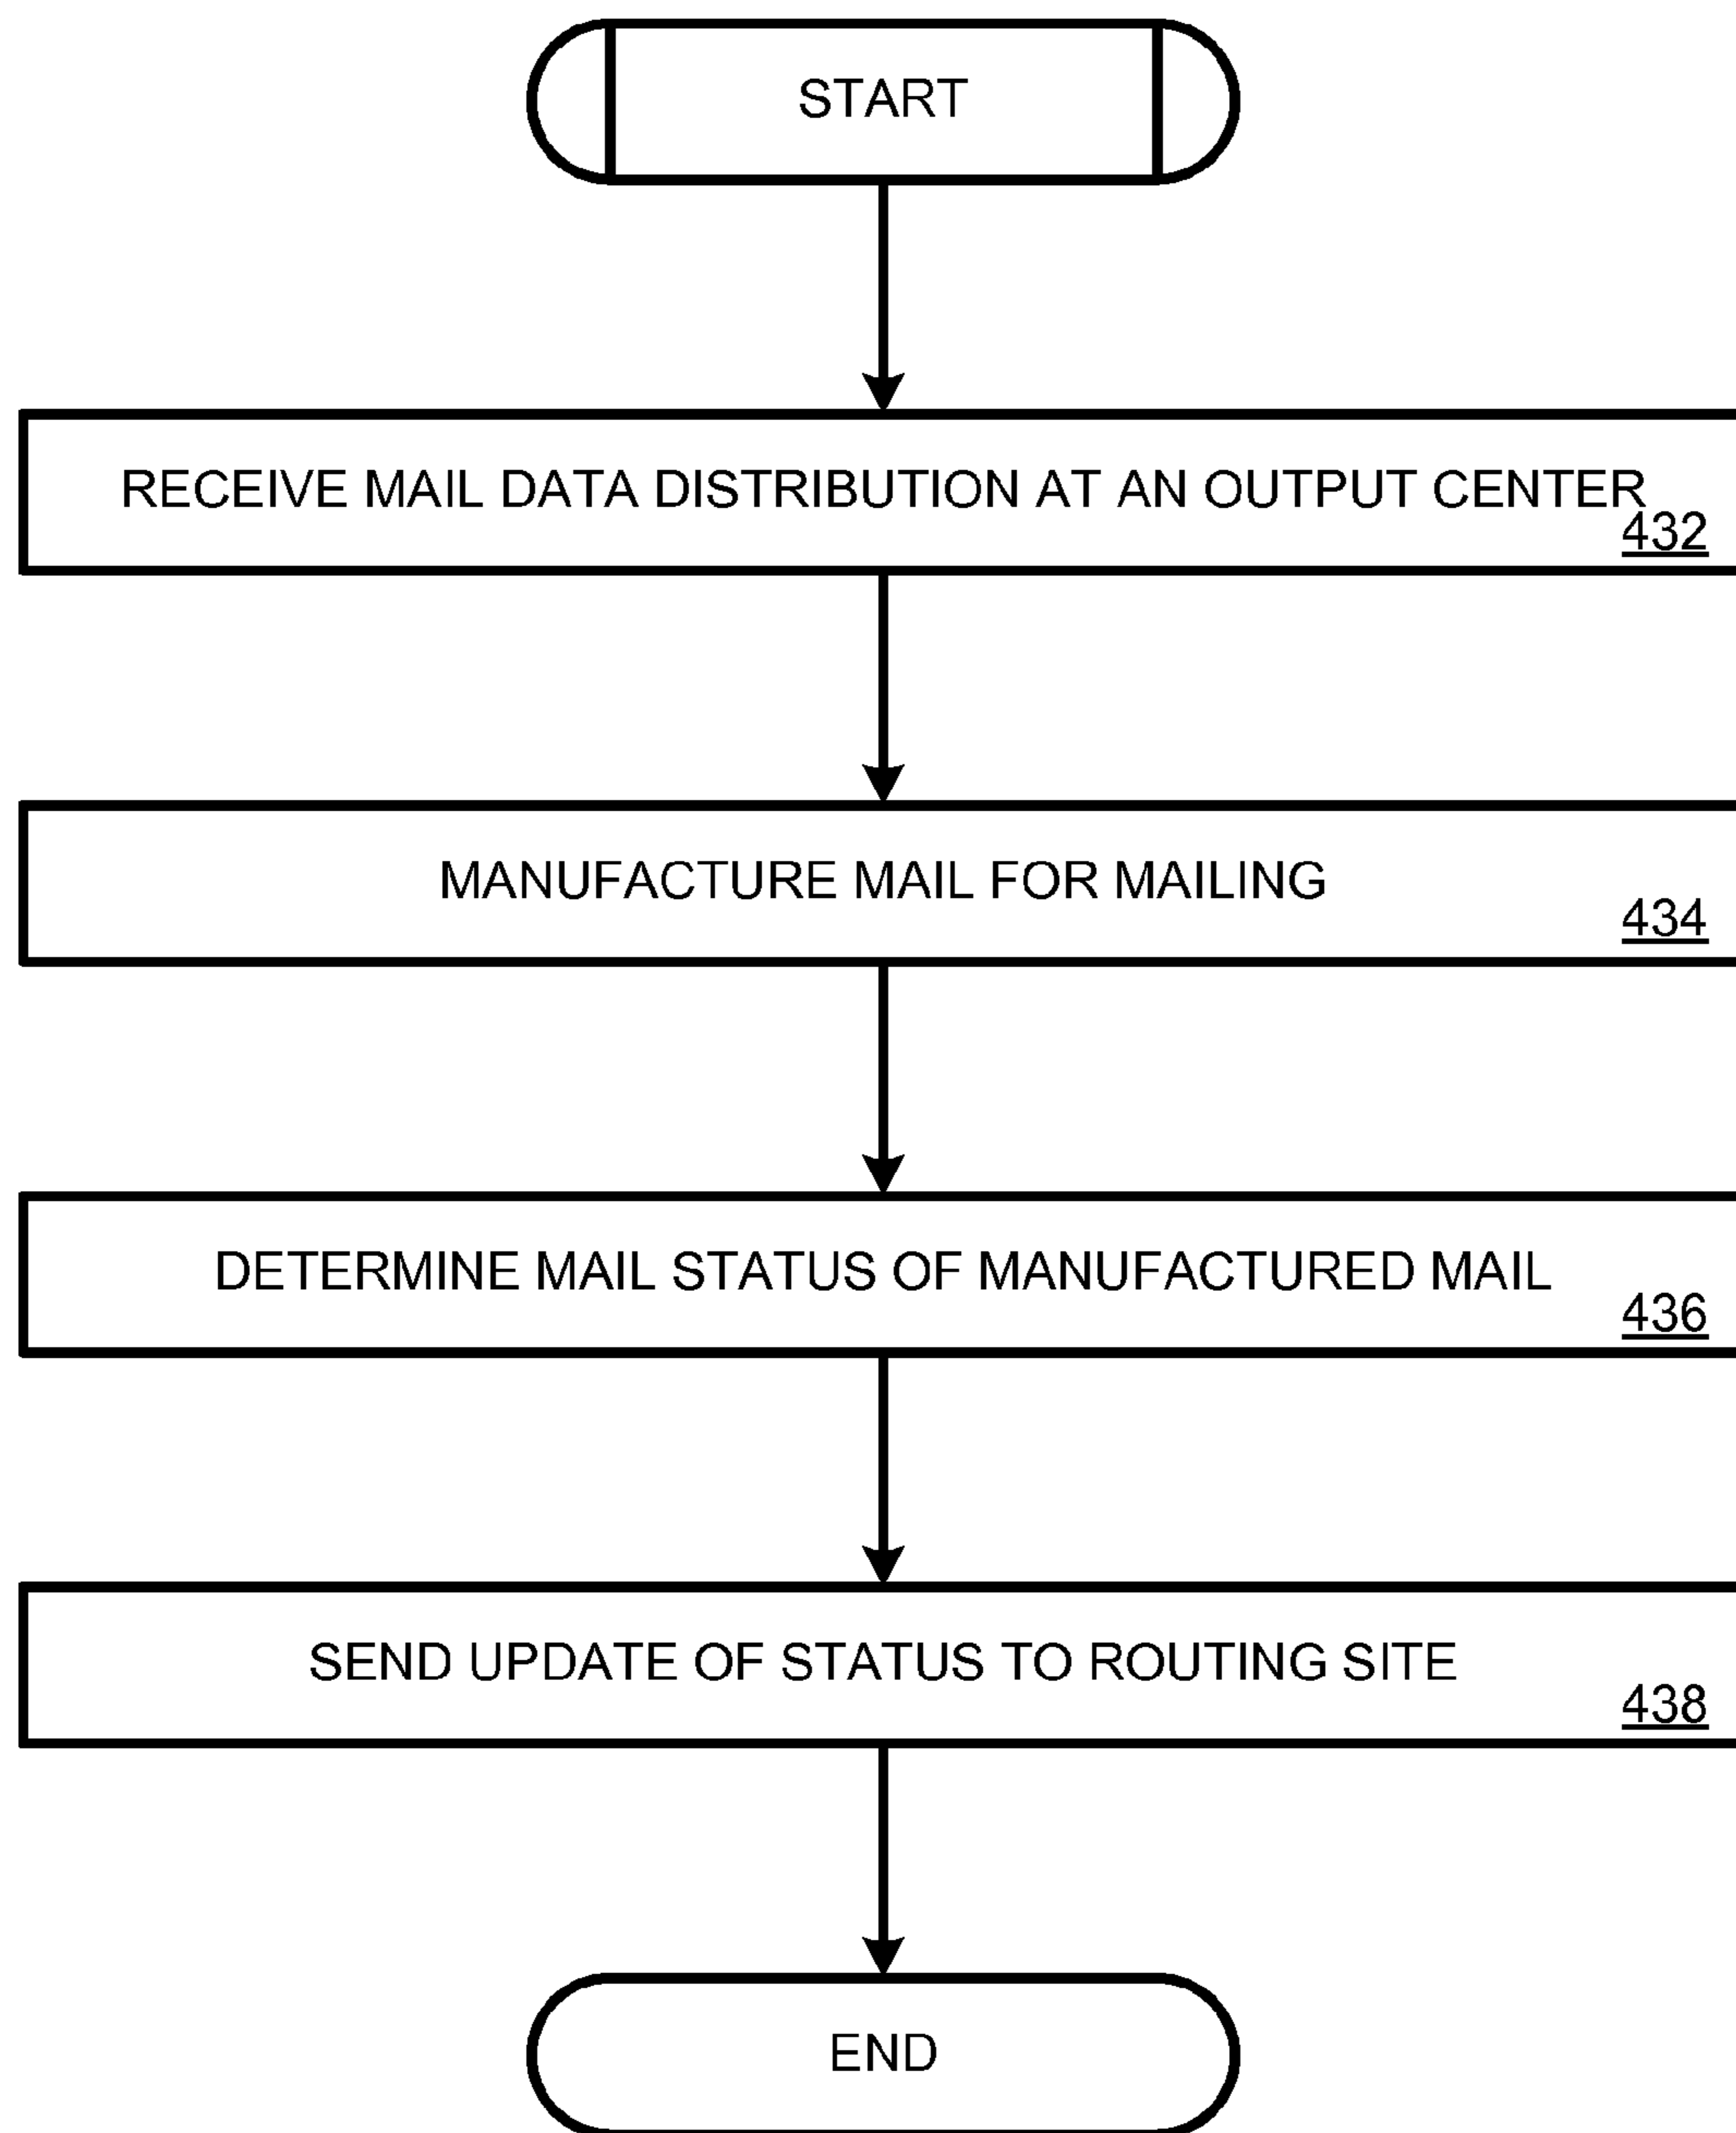 START
RECEIVE MAIL DATA DISTRIBUTION AT AN OUTPUT CENTER
432
MANUFACTURE MAIL FOR MAILING
434
DETERMINE MAIL STATUS OF MANUFACTURED MAIL
436
SEND UPDATE OF STATUS TO ROUTING SITE
438
END